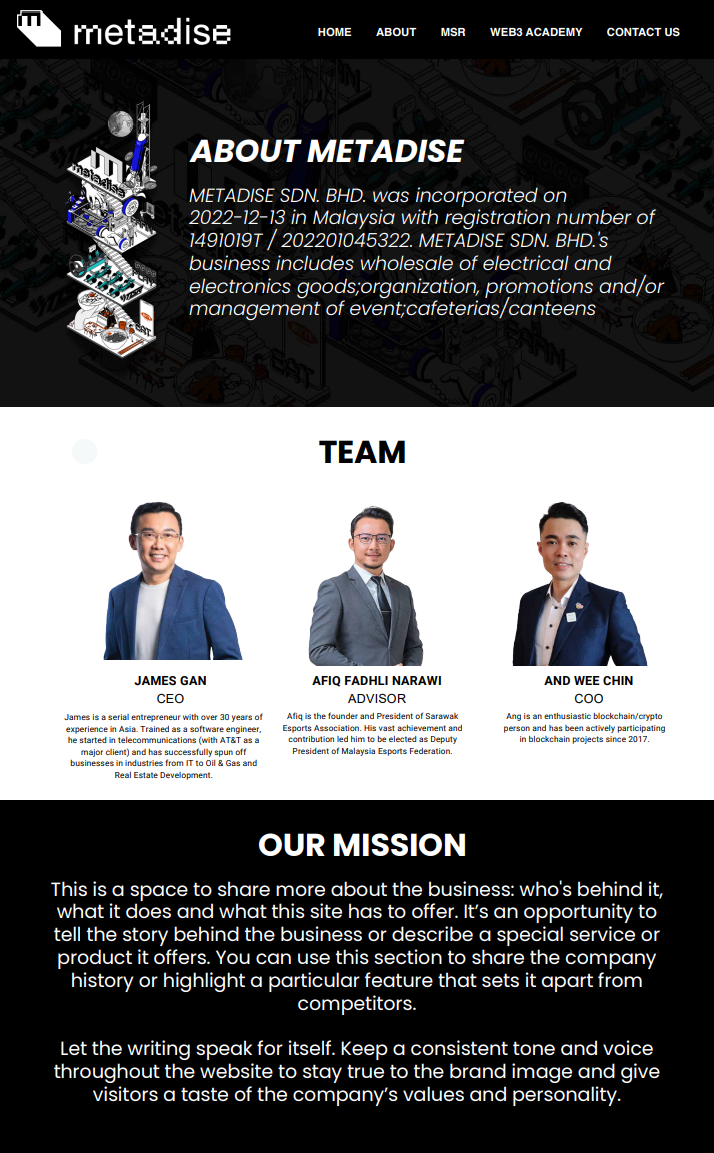 metadise
HOME ABOUT MSR WEB3 ACADEMY CONTACT US
ABOUT METADISE
METADISE SDN. BHD. was incorporated on
2022-12-13 in Malaysia with registration number of
1491019T / 202201045322. METADISE SDN. BHD.'s
business includes wholesale of electrical and
electronics goods;organization, promotions and/or
management of event;cafeterias/canteens
metadise
EAT
EAT
TEAM
JAMES GAN
CEO
James is a serial entrepreneur with over 30 years of
experience in Asia. Trained as a software engineer,
he started in telecommunications (with AT&T as a
major client) and has successfully spun off
businesses in industries from IT to Oil & Gas and
Real Estate Development.
AFIQ FADHLI NARAWI
ADVISOR
Afiq is the founder and President of Sarawak
Esports Association. His vast achievement and
contribution led him to be elected as Deputy
President of Malaysia Esports Federation.
AND WEE CHIN
COO
Ang is an enthusiastic blockchain/crypto
person and has been actively participating
in blockchain projects since 2017.
OUR MISSION
This is a space to share more about the business: who's behind it,
what it does and what this site has to offer. It’s an opportunity to
tell the story behind the business or describe a special service or
product it offers. You can use this section to share the company
history or highlight a particular feature that sets it apart from
competitors.
Let the writing speak for itself. Keep a consistent tone and voice
throughout the website to stay true to the brand image and give
visitors a taste of the company’s values and personality.